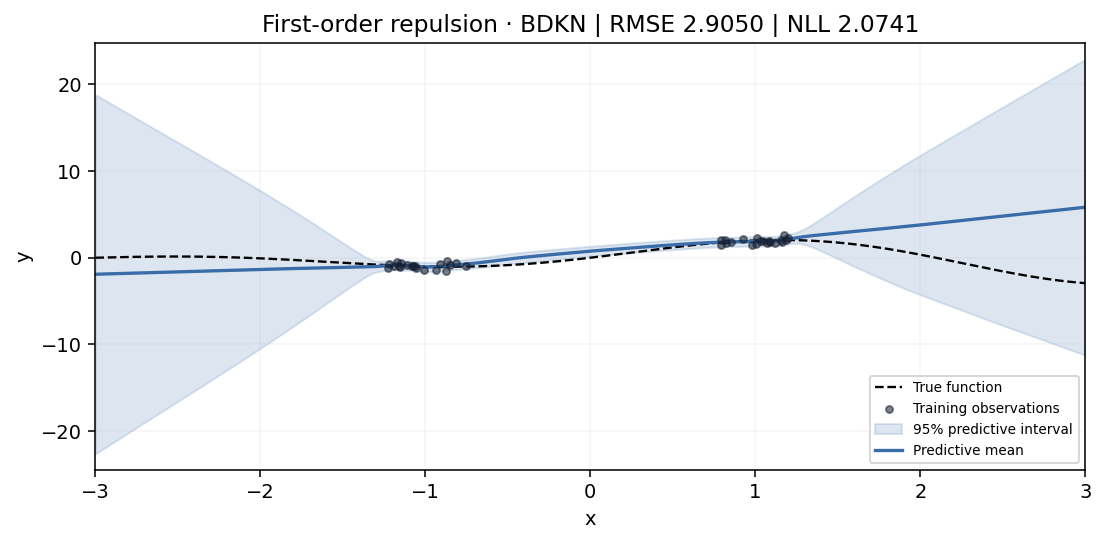 First-order repulsion · BDKN | RMSE 2.9050 | NLL 2.0741
y
20
10
0
−10
−20
−3
−2
−1
0
1
2
3
x
True function
Training observations
95% predictive interval
Predictive mean